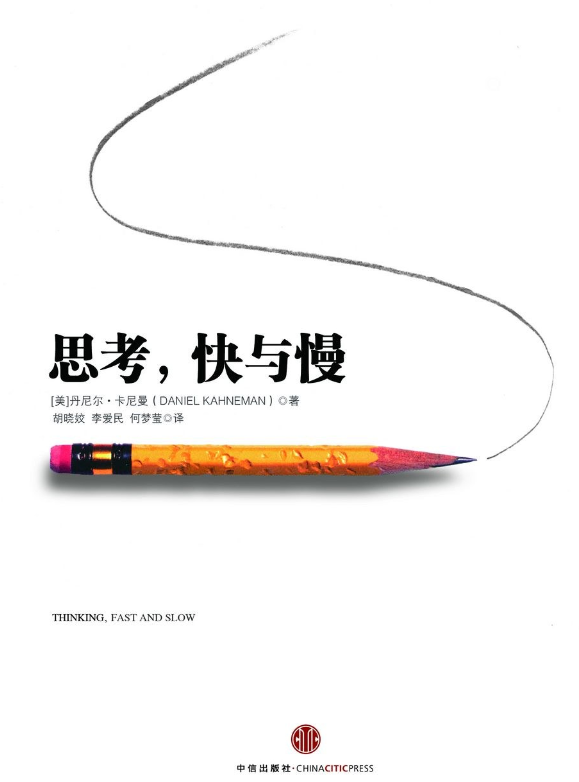 思考，快与慢
[美]丹尼尔·卡尼曼（DANIEL KAHNEMAN）◎著
胡晓姣 李爱民 何梦莹◎译
THINKING, FAST AND SLOW
中信出版社·CHINACITICPRESS